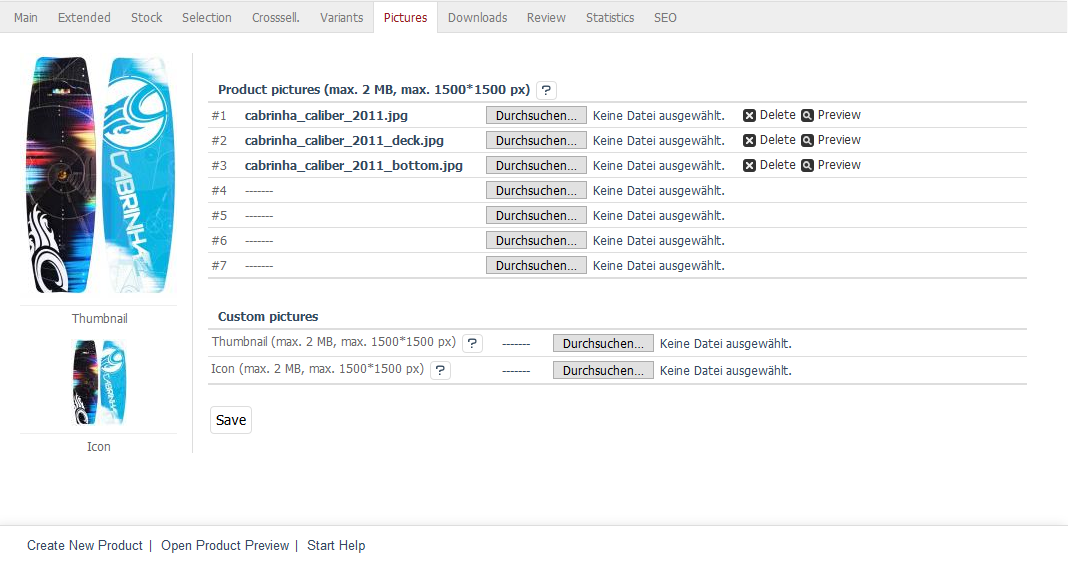 Main Extended Stock Selection Crosssell. Variants Pictures Downloads Review Statistics SEO
CABRINHA
Thumbnail
CABRINHA
Icon
Product pictures (max. 2 MB, max. 1500*1500 px) ?
#1 cabrinha_caliber_2011.jpg Durchsuchen... Keine Datei ausgewählt. Delete Preview
#2 cabrinha_caliber_2011_deck.jpg Durchsuchen... Keine Datei ausgewählt. Delete Preview
#3 cabrinha_caliber_2011_bottom.jpg Durchsuchen... Keine Datei ausgewählt. Delete Preview
#4 ------- Durchsuchen... Keine Datei ausgewählt.
#5 ------- Durchsuchen... Keine Datei ausgewählt.
#6 ------- Durchsuchen... Keine Datei ausgewählt.
#7 ------- Durchsuchen... Keine Datei ausgewählt.
Custom pictures
Thumbnail (max. 2 MB, max. 1500*1500 px) ? ------- Durchsuchen... Keine Datei ausgewählt.
Icon (max. 2 MB, max. 1500*1500 px) ? ------- Durchsuchen... Keine Datei ausgewählt.
Save
Create New Product | Open Product Preview | Start Help